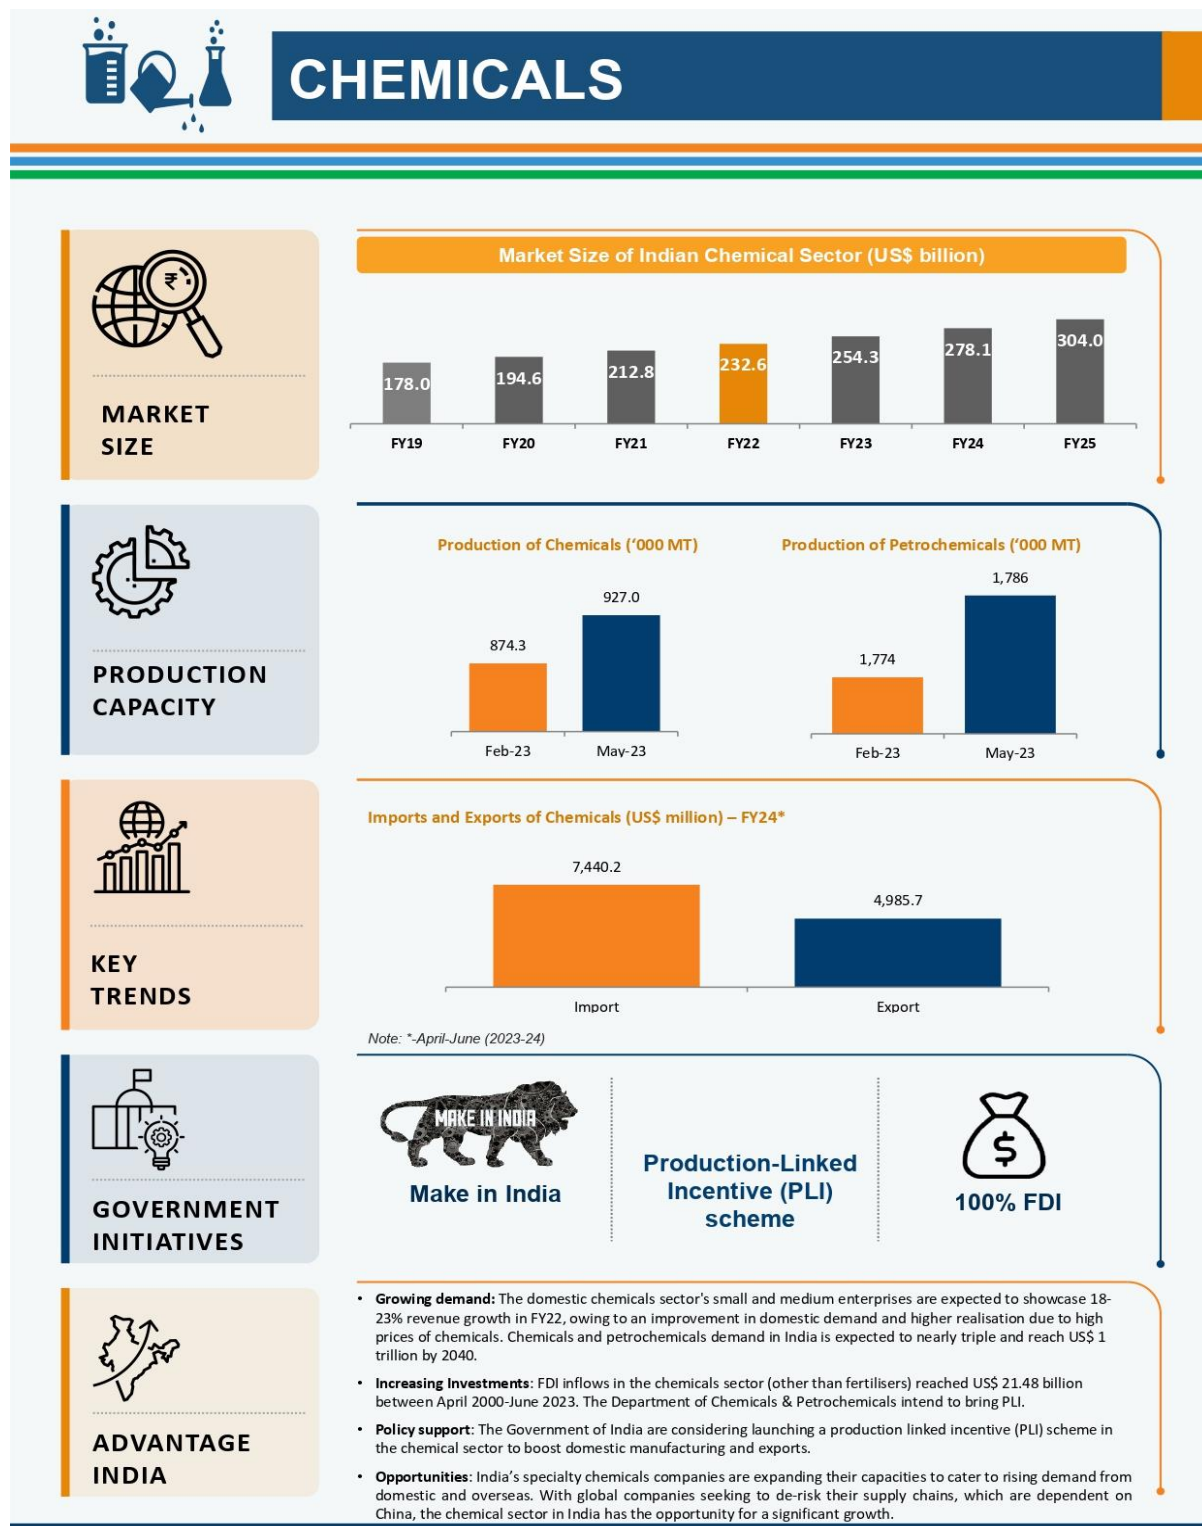 CHEMICALS
₹
MARKET
SIZE
Market Size of Indian Chemical Sector (US$ billion)
178.0
194.6
212.8
232.6
254.3
278.1
304.0
FY19
FY20
FY21
FY22
FY23
FY24
FY25
PRODUCTION
CAPACITY
Production of Chemicals (‘000 MT)
874.3
927.0
Feb-23
May-23
Production of Petrochemicals (‘000 MT)
1,774
1,786
Feb-23
May-23
KEY
TRENDS
Imports and Exports of Chemicals (US$ million) – FY24*
7,440.2
4,985.7
Import
Export
Note: *-April-June (2023-24)
GOVERNMENT
INITIATIVES
MAKE IN INDIA
Make in India
Production-Linked
Incentive (PLI)
scheme
$
100% FDI
ADVANTAGE
INDIA
• Growing demand: The domestic chemicals sector's small and medium enterprises are expected to showcase 18-
23% revenue growth in FY22, owing to an improvement in domestic demand and higher realisation due to high
prices of chemicals. Chemicals and petrochemicals demand in India is expected to nearly triple and reach US$ 1
trillion by 2040.
• Increasing Investments: FDI inflows in the chemicals sector (other than fertilisers) reached US$ 21.48 billion
between April 2000-June 2023. The Department of Chemicals & Petrochemicals intend to bring PLI.
• Policy support: The Government of India are considering launching a production linked incentive (PLI) scheme in
the chemical sector to boost domestic manufacturing and exports.
• Opportunities: India’s specialty chemicals companies are expanding their capacities to cater to rising demand from
domestic and overseas. With global companies seeking to de-risk their supply chains, which are dependent on
China, the chemical sector in India has the opportunity for a significant growth.